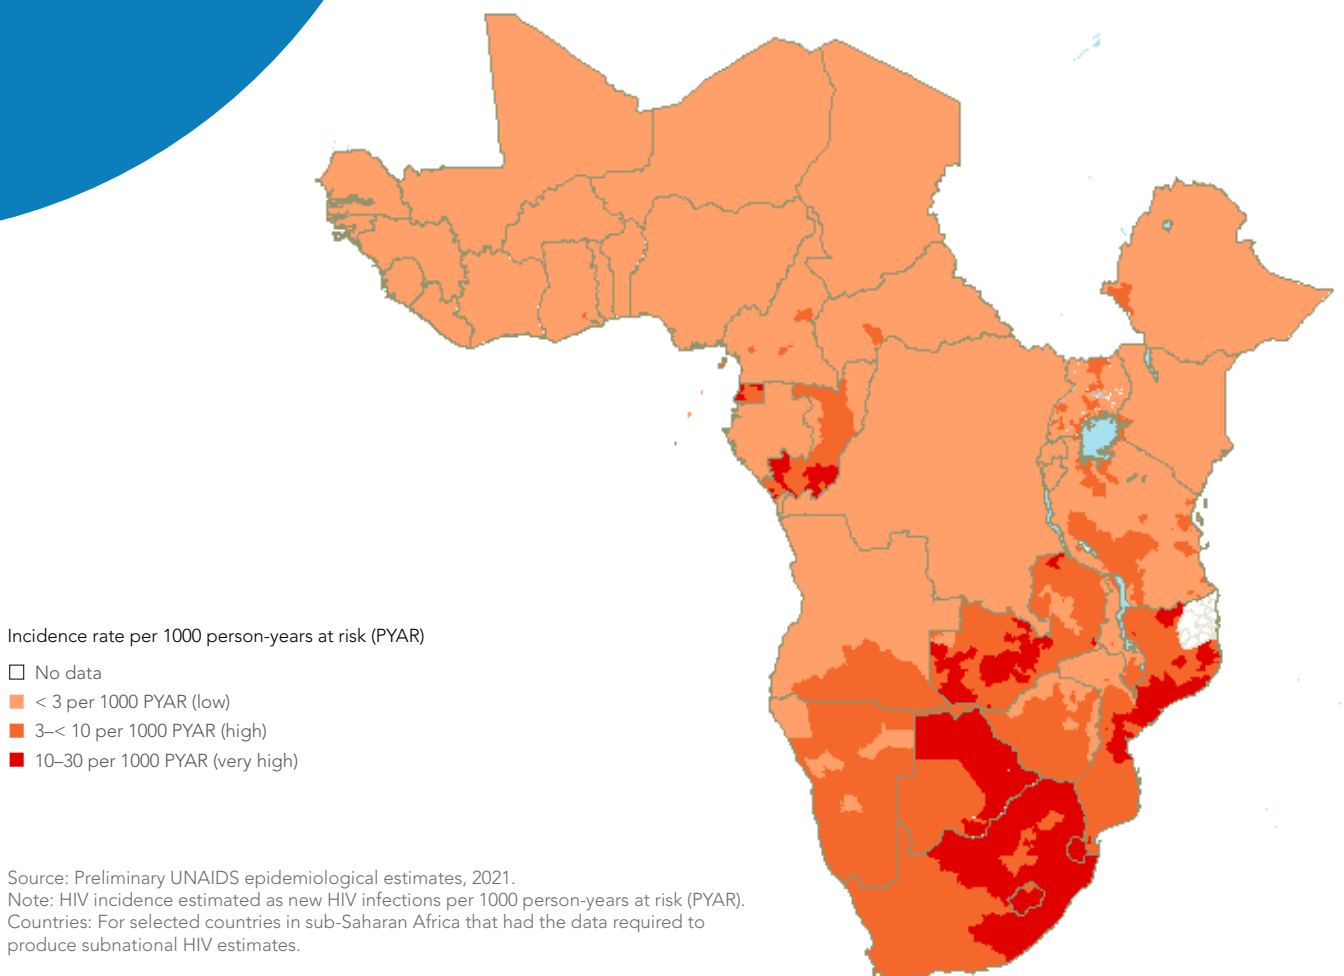 Incidence rate per 1000 person-years at risk (PYAR)
No data
< 3 per 1000 PYAR (low)
3–< 10 per 1000 PYAR (high)
10–30 per 1000 PYAR (very high)
Source: Preliminary UNAIDS epidemiological estimates, 2021.
Note: HIV incidence estimated as new HIV infections per 1000 person-years at risk (PYAR).
Countries: For selected countries in sub-Saharan Africa that had the data required to
produce subnational HIV estimates.